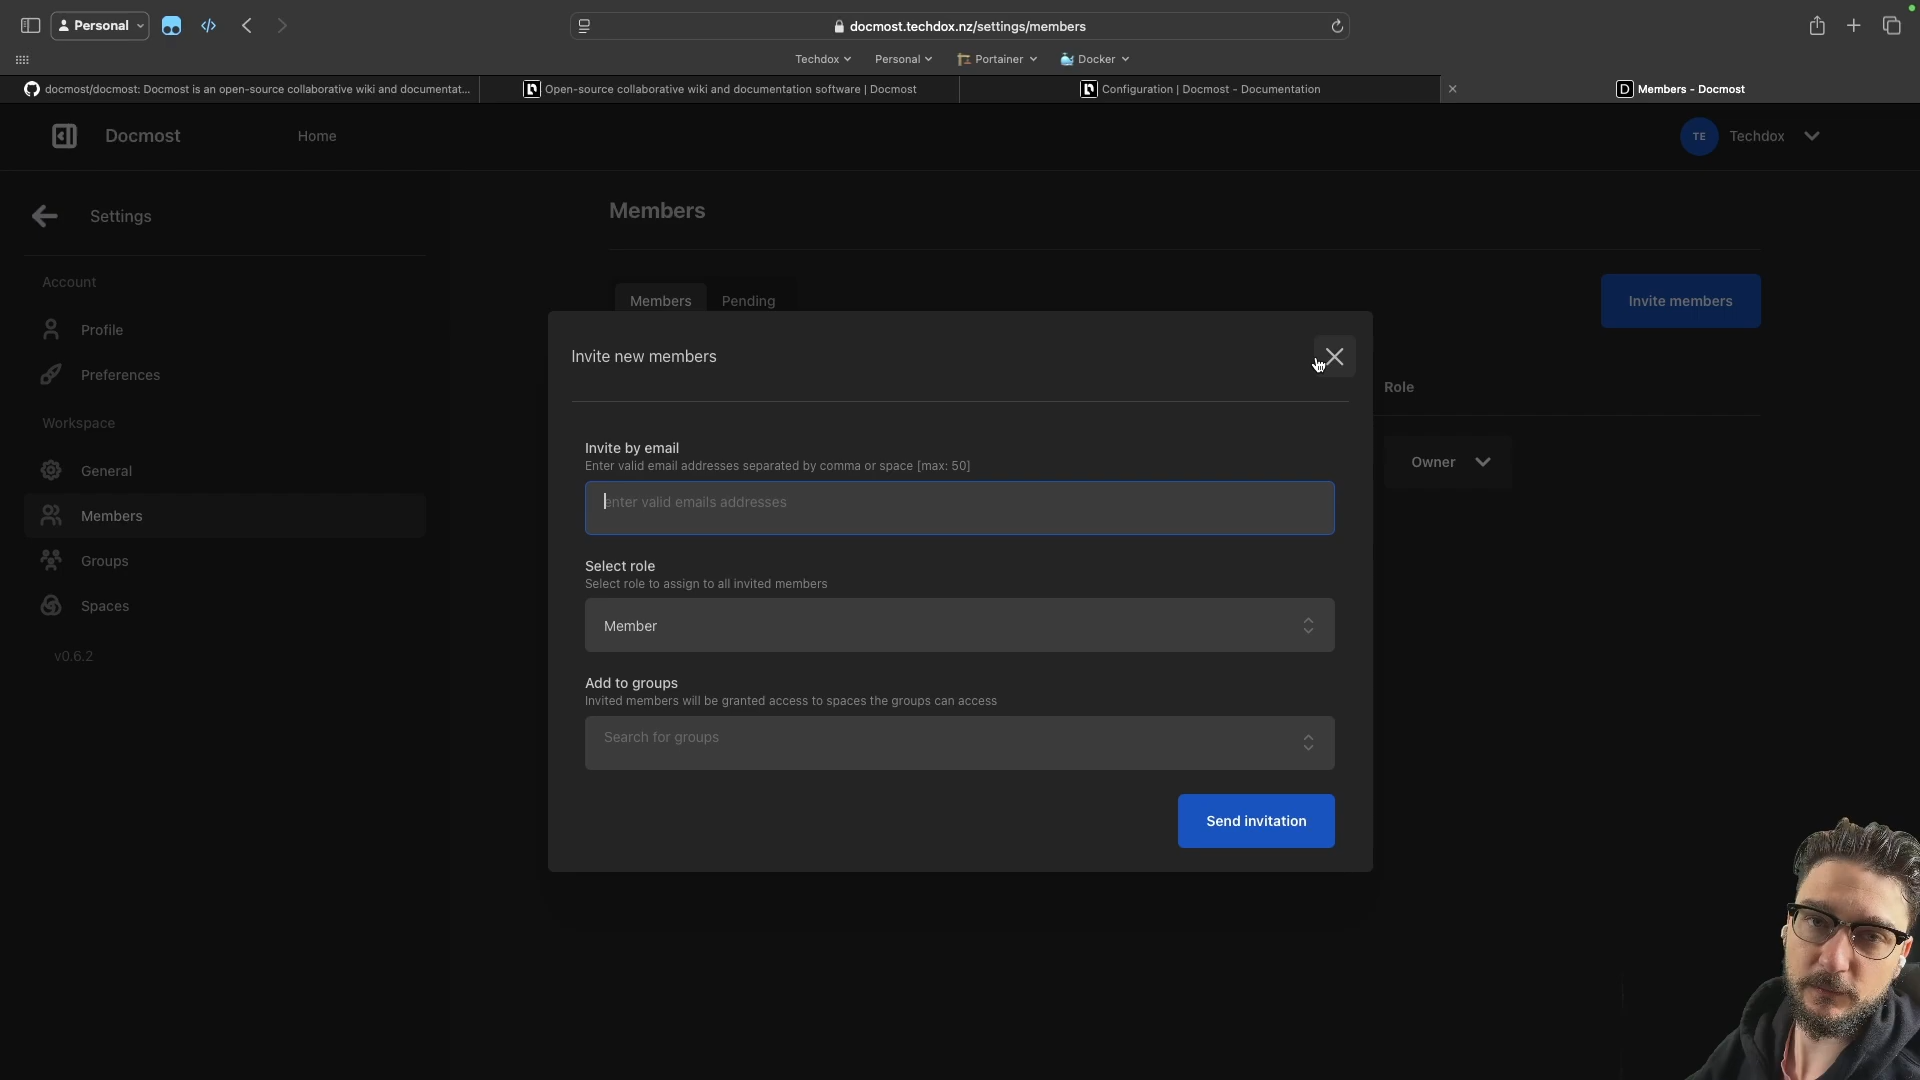 Personal
docmost.techdox.nz/settings/members
Techdox
Personal
Portainer
Docker
docmost/docmost: Docmost is an open-source collaborative wiki and documentat...
Open-source collaborative wiki and documentation software | Docmost
Configuration | Docmost - Documentation
D Members - Docmost
Docmost
Home
TE
Techdox
Settings
Members
Account
Members
Pending
Invite members
Profile
Invite new members
Preferences
Role
Workspace
Invite by email
Enter valid email addresses separated by comma or space [max: 50]
Owner
General
enter valid emails addresses
Members
Groups
Select role
Select role to assign to all invited members
Spaces
Member
v0.6.2
Add to groups
Invited members will be granted access to spaces the groups can access
Search for groups
Send invitation